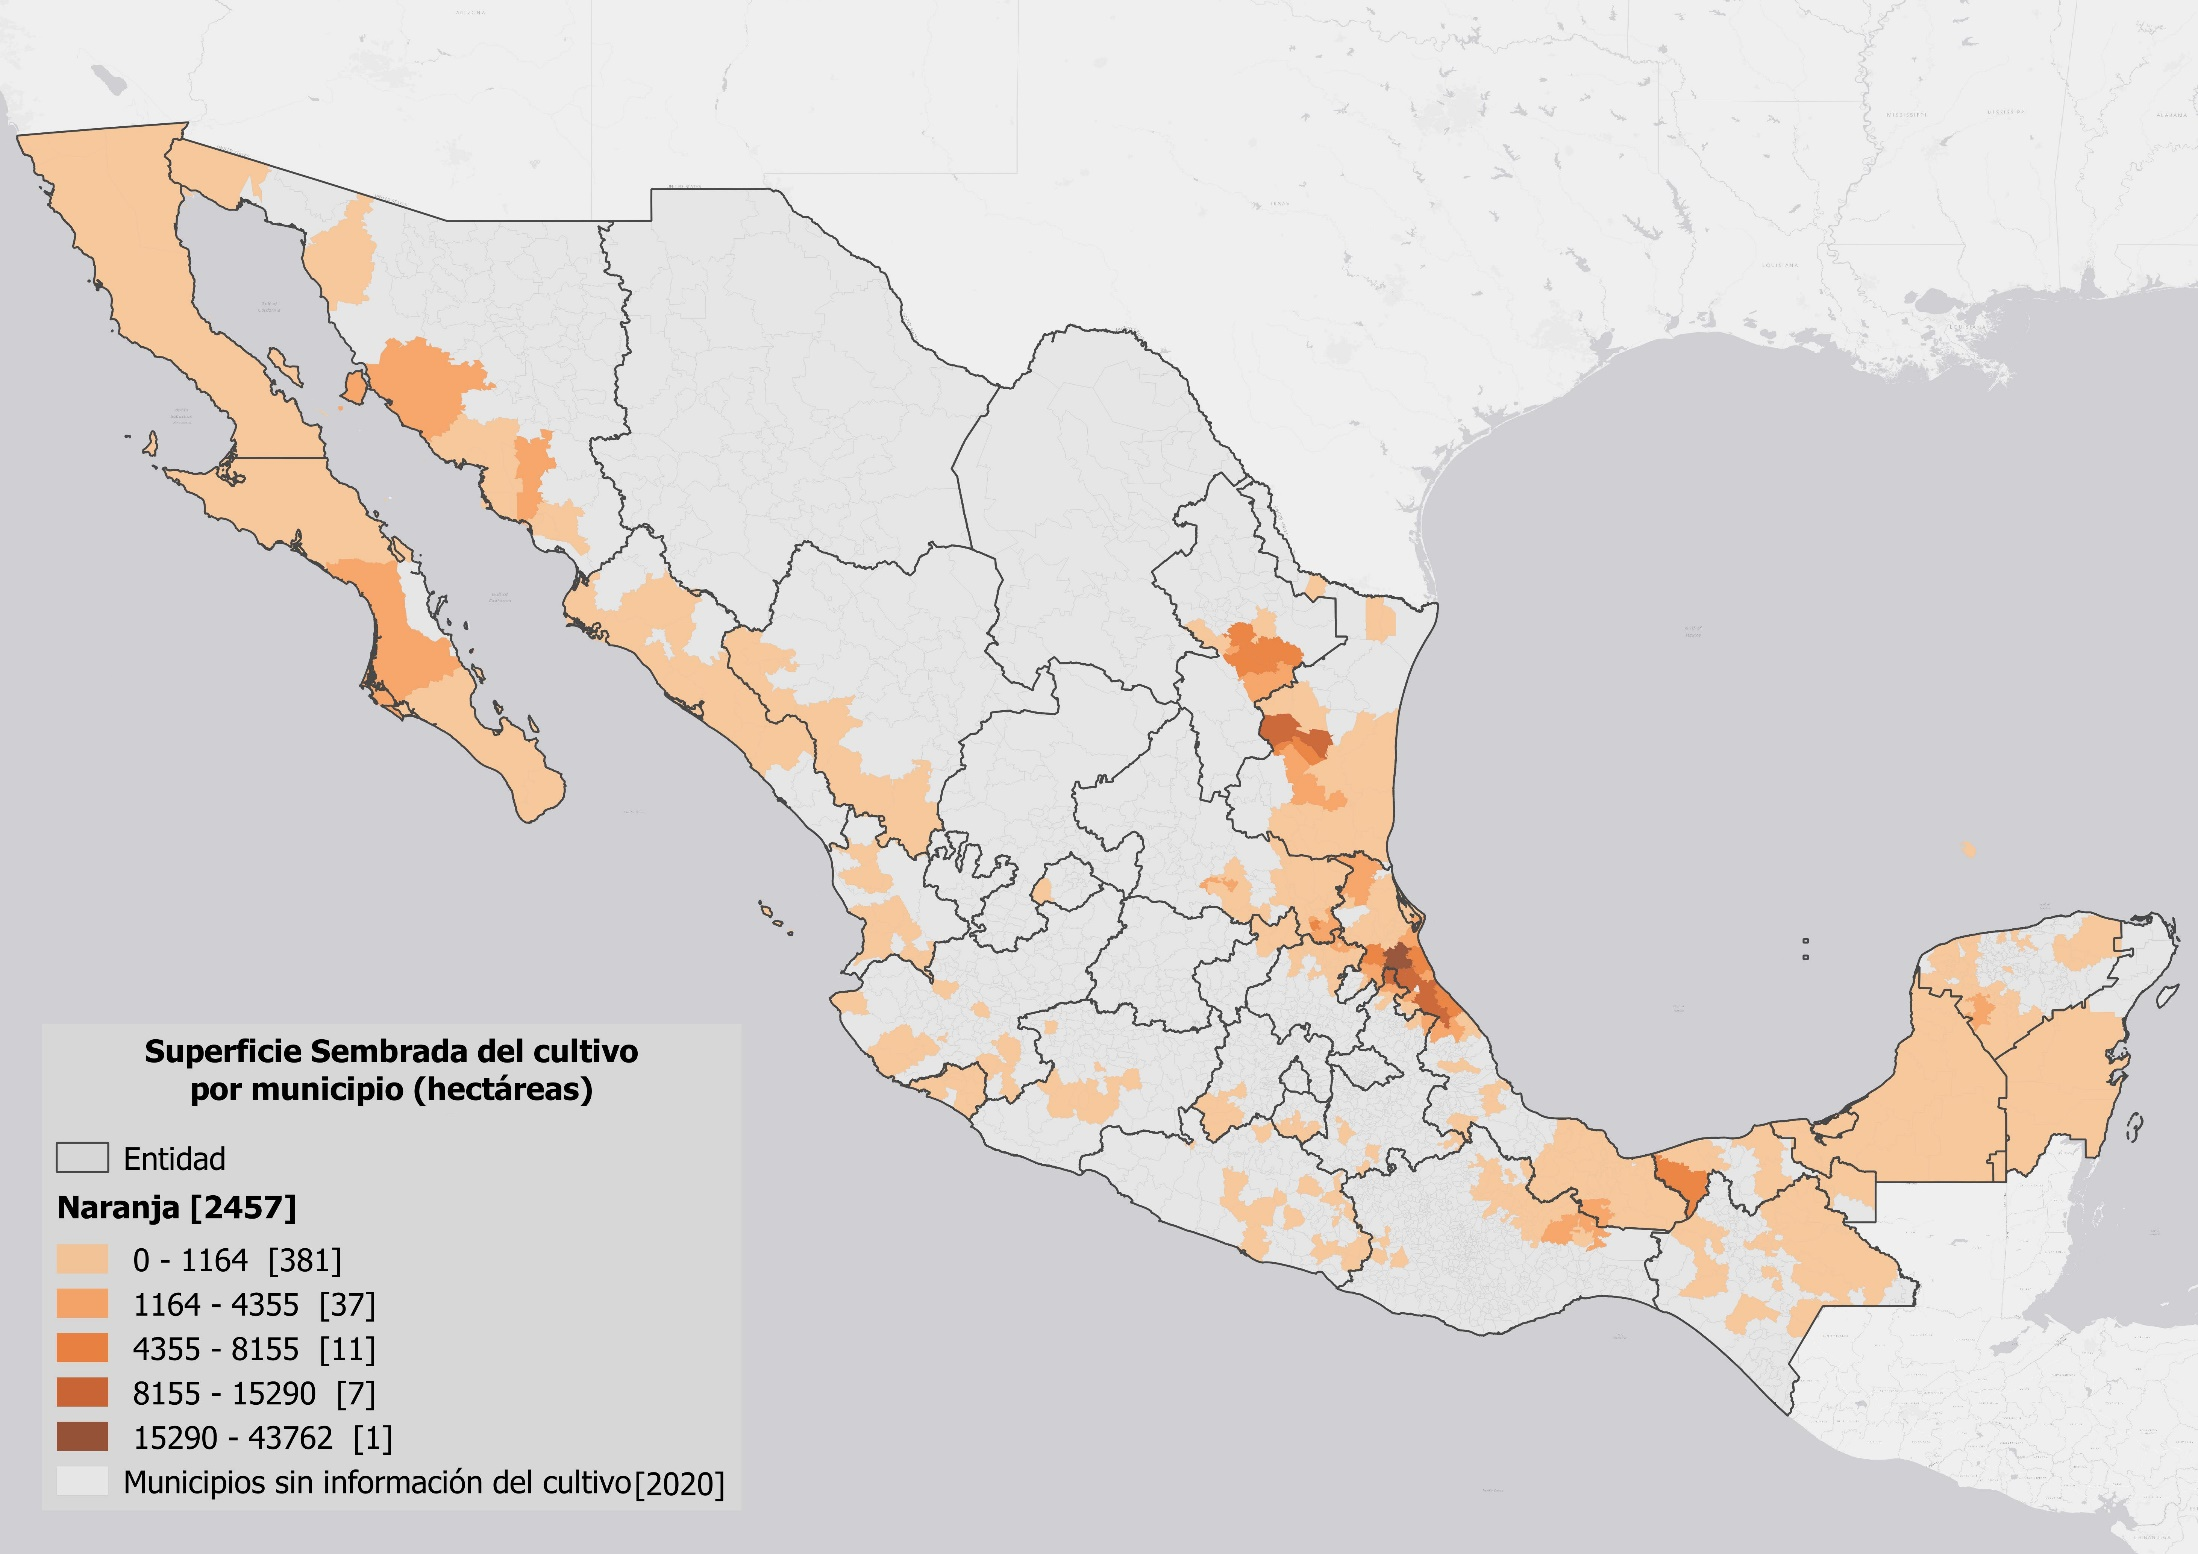 Superficie Sembrada del cultivo
por municipio (hectáreas)
Entidad
Naranja [2457]
0 - 1164 [381]
1164 - 4355 [37]
4355 - 8155 [11]
8155 - 15290 [7]
15290 - 43762 [1]
Municipios sin información del cultivo[2020]